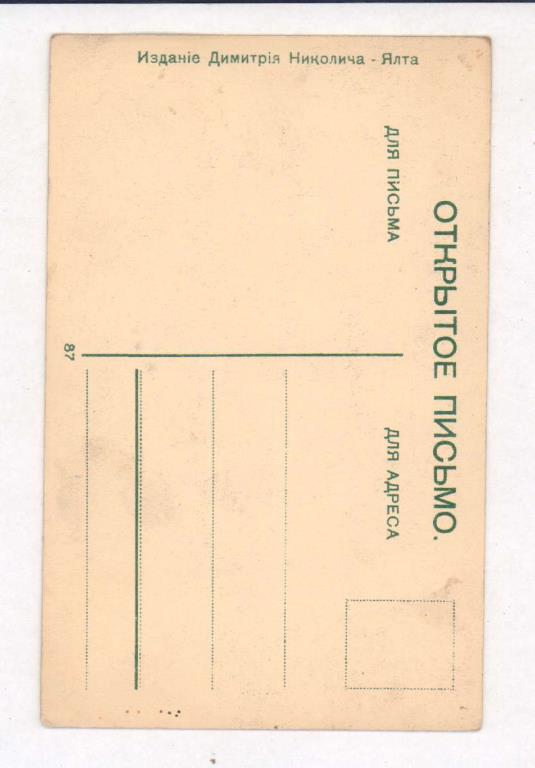 Изданіе Димитрія Николича - Ялта
ОТКРЫТОЕ ПИСЬМО.
ДЛЯ ПИСЬМА
ДЛЯ АДРЕСА
87